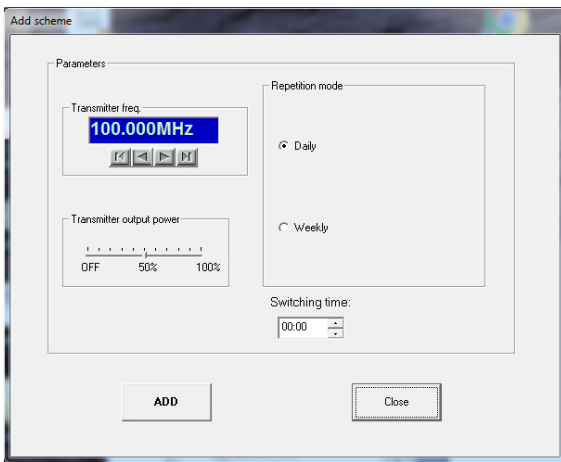 Add scheme
Parameters
Transmitter freq.
100.000MHz
Transmitter output power
OFF 50% 100%
Repetition mode
Daily
Weekly
Switching time:
00:00
ADD
Close